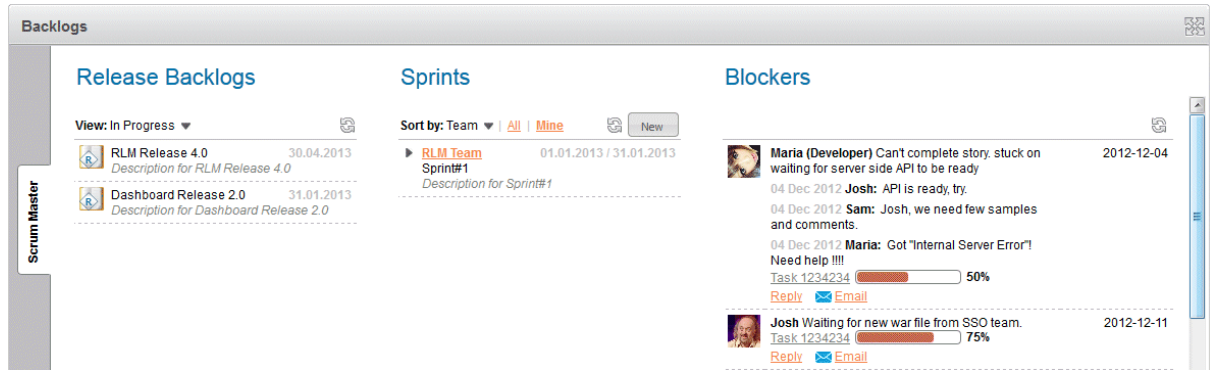 Backlogs
Scrum Master
Release Backlogs
View: In Progress
R RLM Release 4.0 30.04.2013
Description for RLM Release 4.0
R Dashboard Release 2.0 31.01.2013
Description for Dashboard Release 2.0
Sprints
Sort by: Team | All | Mine New
RLM Team 01.01.2013 / 31.01.2013
Sprint#1
Description for Sprint#1
Blockers
Maria (Developer) Can't complete story. stuck on 2012-12-04
waiting for server side API to be ready
04 Dec 2012 Josh: API is ready, try.
04 Dec 2012 Sam: Josh, we need few samples
and comments.
04 Dec 2012 Maria: Got "Internal Server Error"!
Need help !!!!
Task 1234234 50%
Reply Email
Josh Waiting for new war file from SSO team. 2012-12-11
Task 1234234 75%
Reply Email